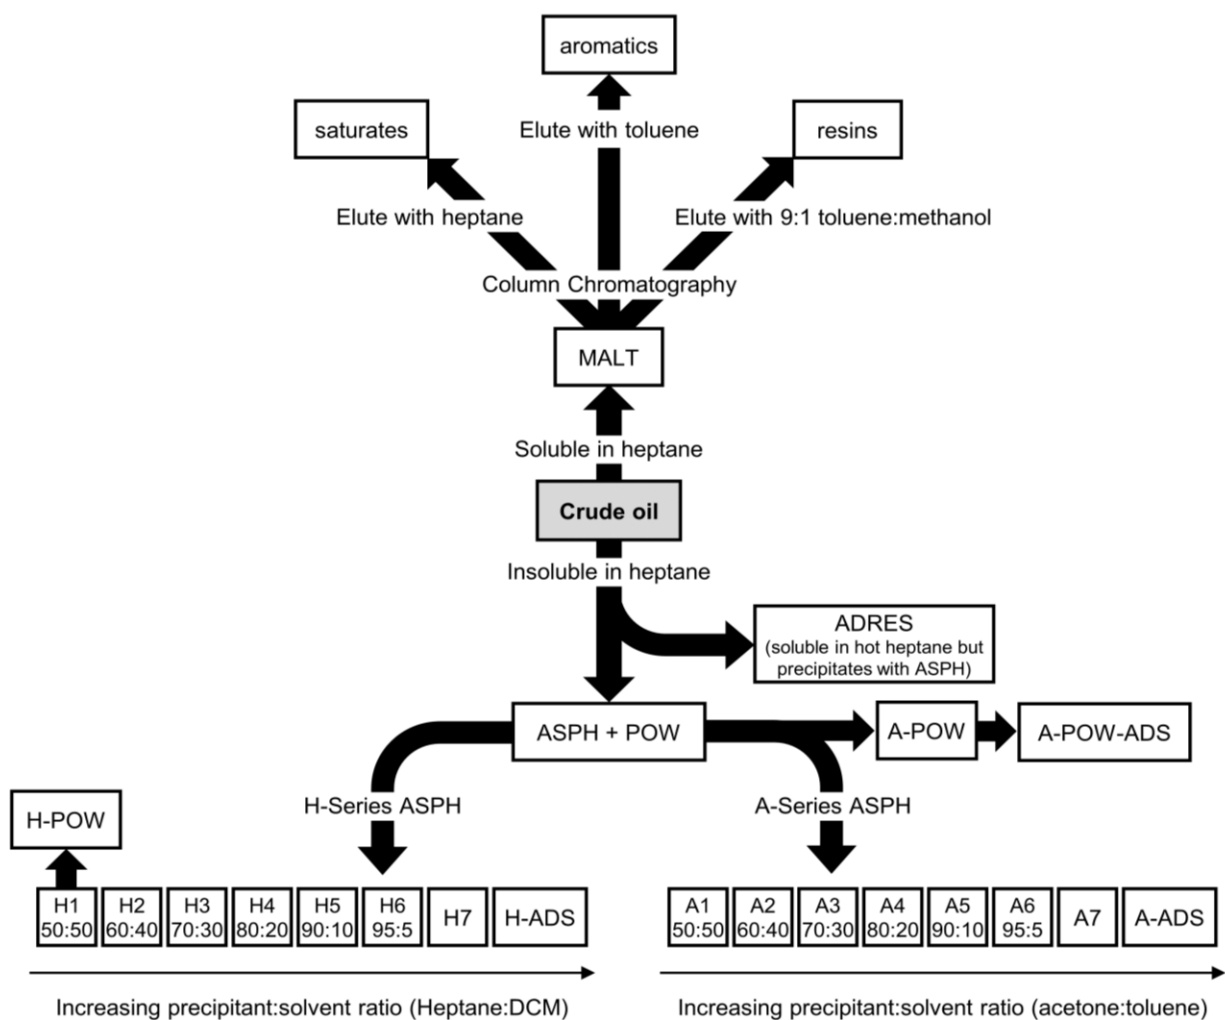 aromatics
saturates
Elute with toluene
resins
Elute with heptane
Elute with 9:1 toluene:methanol
Column Chromatography
MALT
Soluble in heptane
Crude oil
Insoluble in heptane
ADRES
(soluble in hot heptane but
precipitates with ASPH)
ASPH + POW
A-POW
A-POW-ADS
H-Series ASPH
A-Series ASPH
H-POW
H1
50:50
H2
60:40
H3
70:30
H4
80:20
H5
90:10
H6
95:5
H7
H-ADS
A1
50:50
A2
60:40
A3
70:30
A4
80:20
A5
90:10
A6
95:5
A7
A-ADS
Increasing precipitant:solvent ratio (Heptane:DCM)
Increasing precipitant:solvent ratio (acetone:toluene)